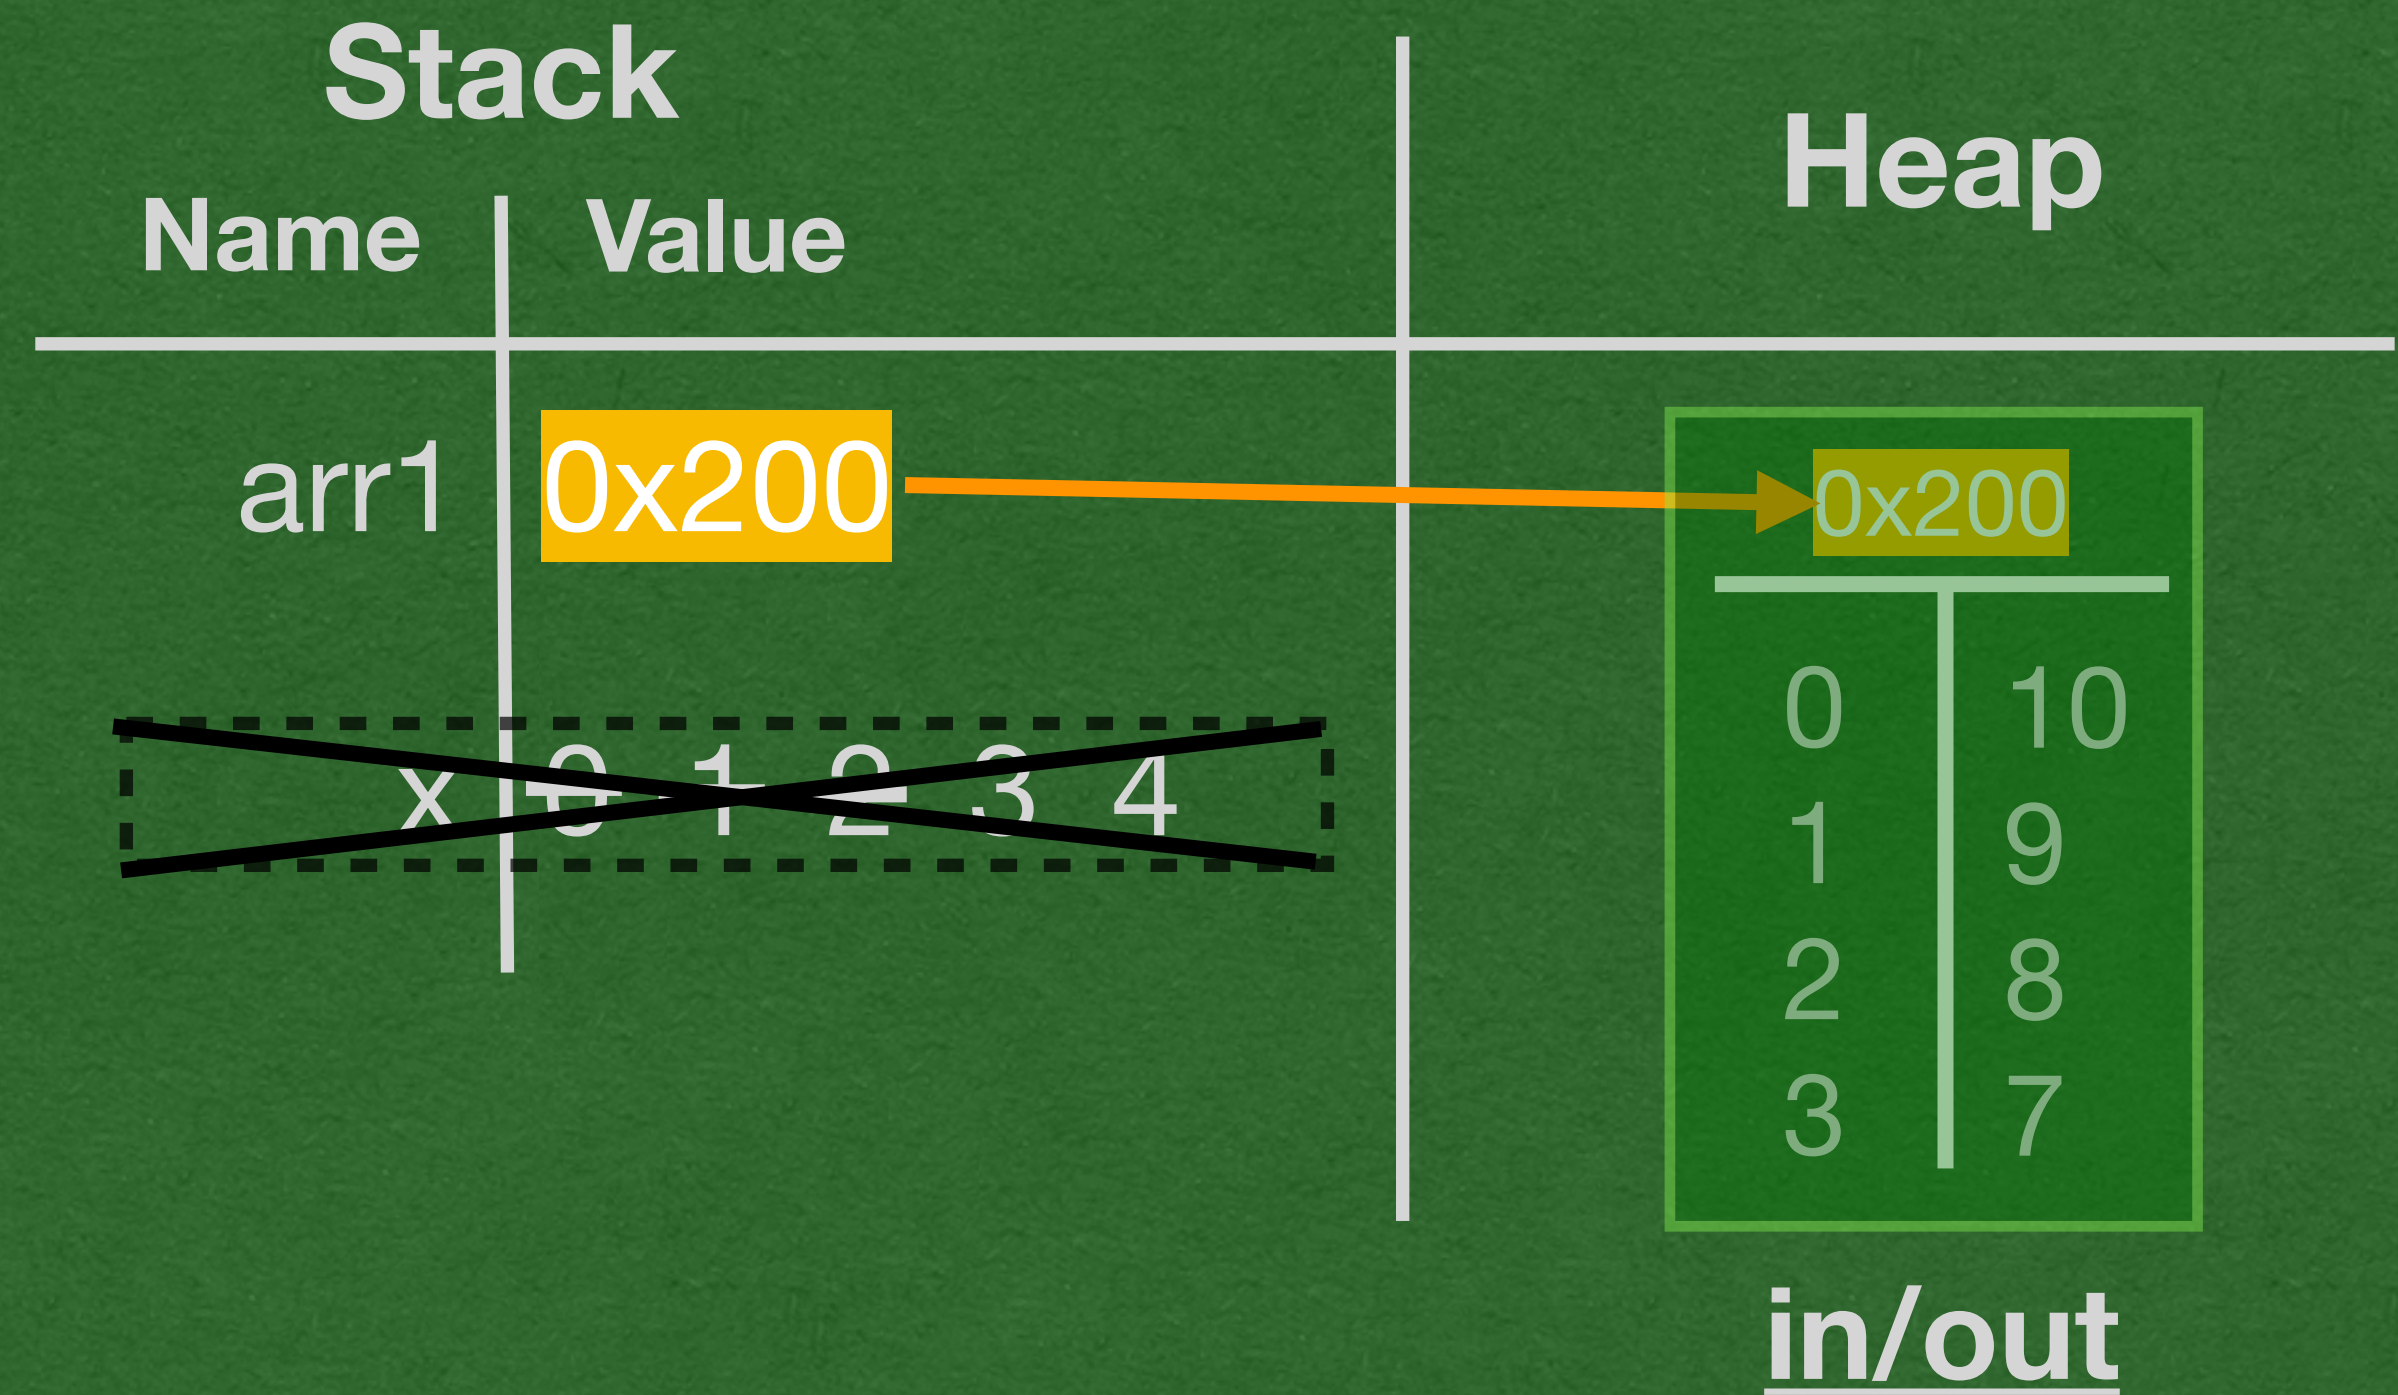 Stack
Heap
Name Value
arr1 0x200
0x200
x 0 1 2 3 4
0 10
1 9
2 8
3 7
in/out